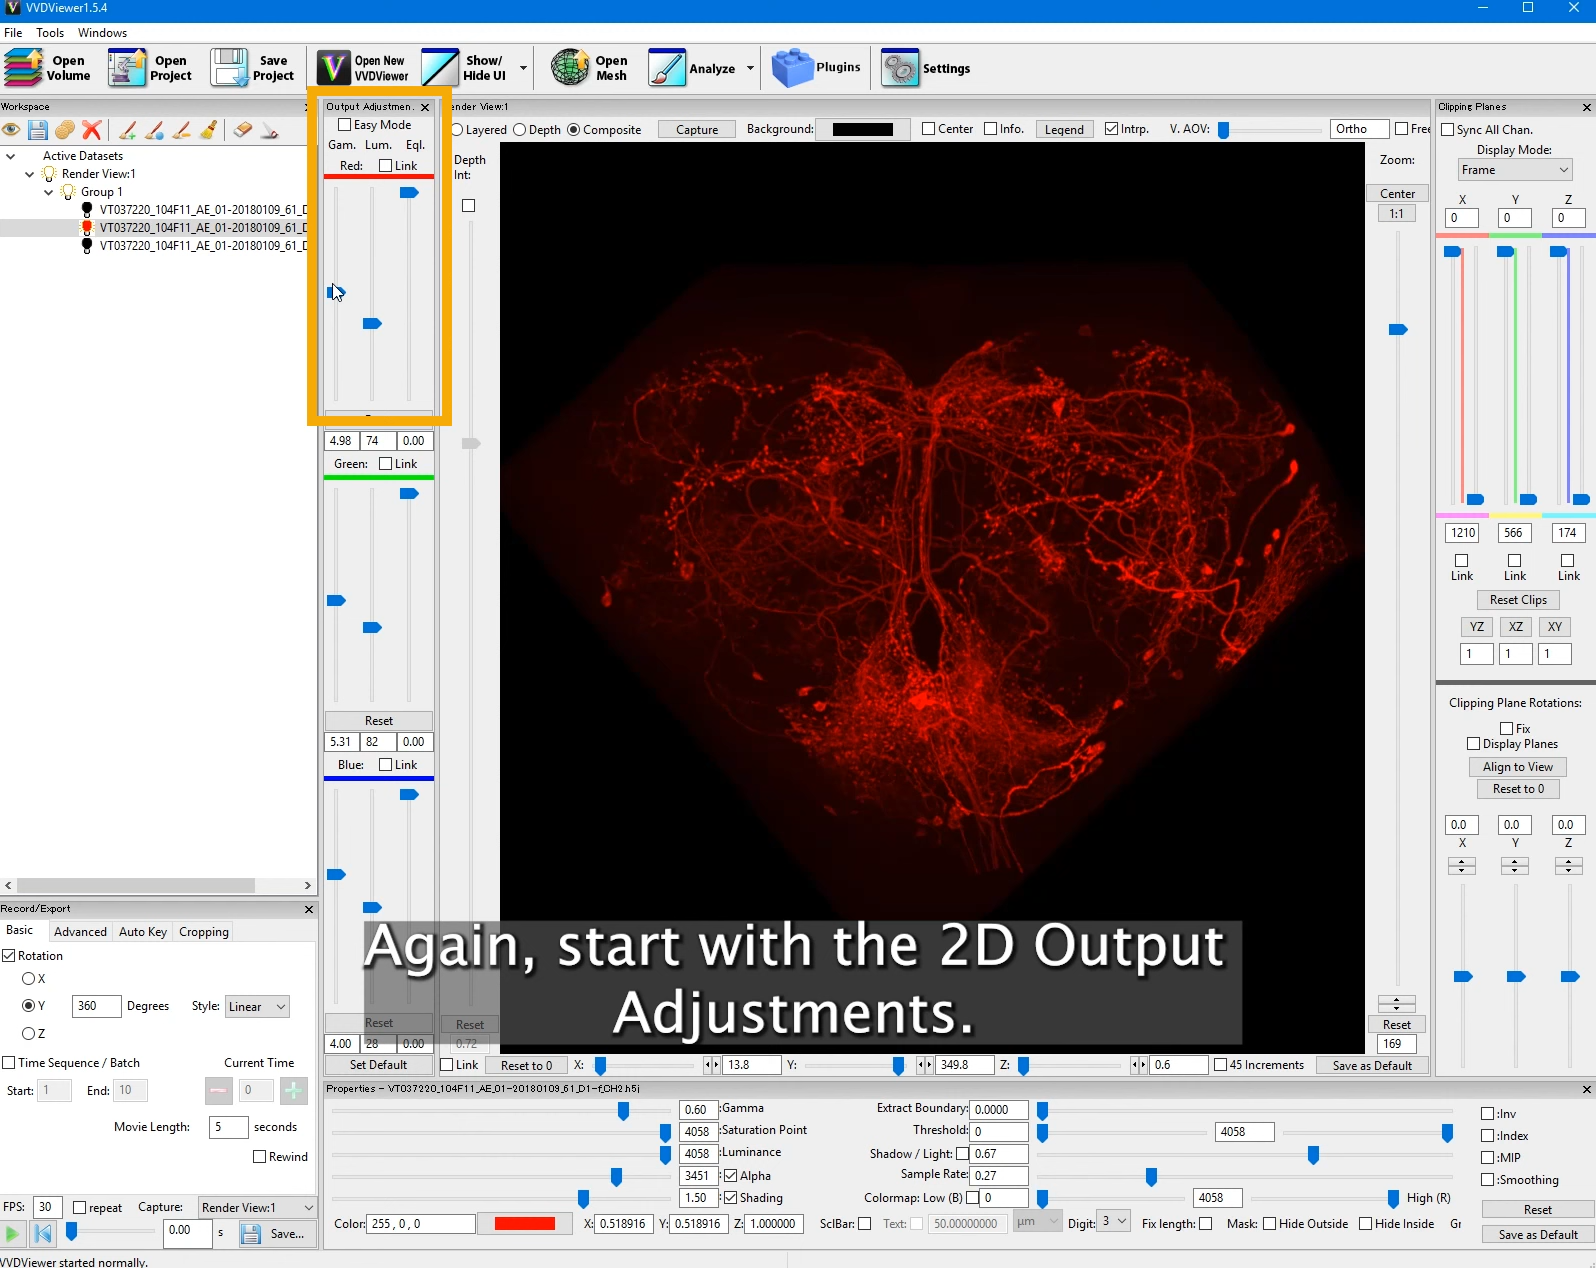 VVDViewer1.5.4
File Tools Windows
Open Volume
Open Project
Save Project
Open New VVDViewer
Show/ Hide UI
Open Mesh
Analyze
Plugins
Settings
Workspace
Active Datasets
Render View:1
Group 1
VT037220_104F11_AE_01-20180109_61_D
VT037220_104F11_AE_01-20180109_61_D
VT037220_104F11_AE_01-20180109_61_D
Output Adjustmen.
Easy Mode
Gam. Lum. Eql.
Red: Link
4.98 74 0.00
Green: Link
Reset
5.31 82 0.00
Blue: Link
Reset
4.00 28 0.00
Set Default
ender View:1
Layered Depth Composite Capture Background: Center Info. Legend Intrp. V. AOV: Ortho Free
Depth
Int:
Reset
0.72
Zoom:
Center
1:1
Reset
169
Again, start with the 2D Output
Adjustments.
Link Reset to 0 X: 13.8 Y: 349.8 Z: 0.6 45 Increments Save as Default
Clipping Planes
Sync All Chan.
Display Mode:
Frame
X Y Z
0 0 0
1210 566 174
Link Link Link
Reset Clips
YZ XZ XY
1 1 1
Clipping Plane Rotations:
Fix
Display Planes
Align to View
Reset to 0
0.0 0.0 0.0
X Y Z
Record/Export
Basic Advanced Auto Key Cropping
Rotation
X
Y 360 Degrees Style: Linear
Z
Time Sequence / Batch Current Time
Start: 1 End: 10 0
Movie Length: 5 seconds
Rewind
FPS: 30 repeat Capture: Render View:1
0.00 s Save...
VVDViewer started normally.
Properties - VT037220_104F11_AE_01-20180109_61_D1-f_CH2.h5j
0.60 :Gamma Extract Boundary: 0.0000 :Inv
4058 :Saturation Point Threshold: 0 4058 :Index
4058 :Luminance Shadow / Light: 0.67 :MIP
3451 : Alpha Sample Rate: 0.27 :Smoothing
1.50 : Shading Colormap: Low (B) 0 4058 High (R) Reset
Color: 255 , 0 , 0 X: 0.518916 Y: 0.518916 Z: 1.000000 SclBar: Text: 50.00000000 µm Digit: 3 Fix length: Mask: Hide Outside Hide Inside Gr Save as Default